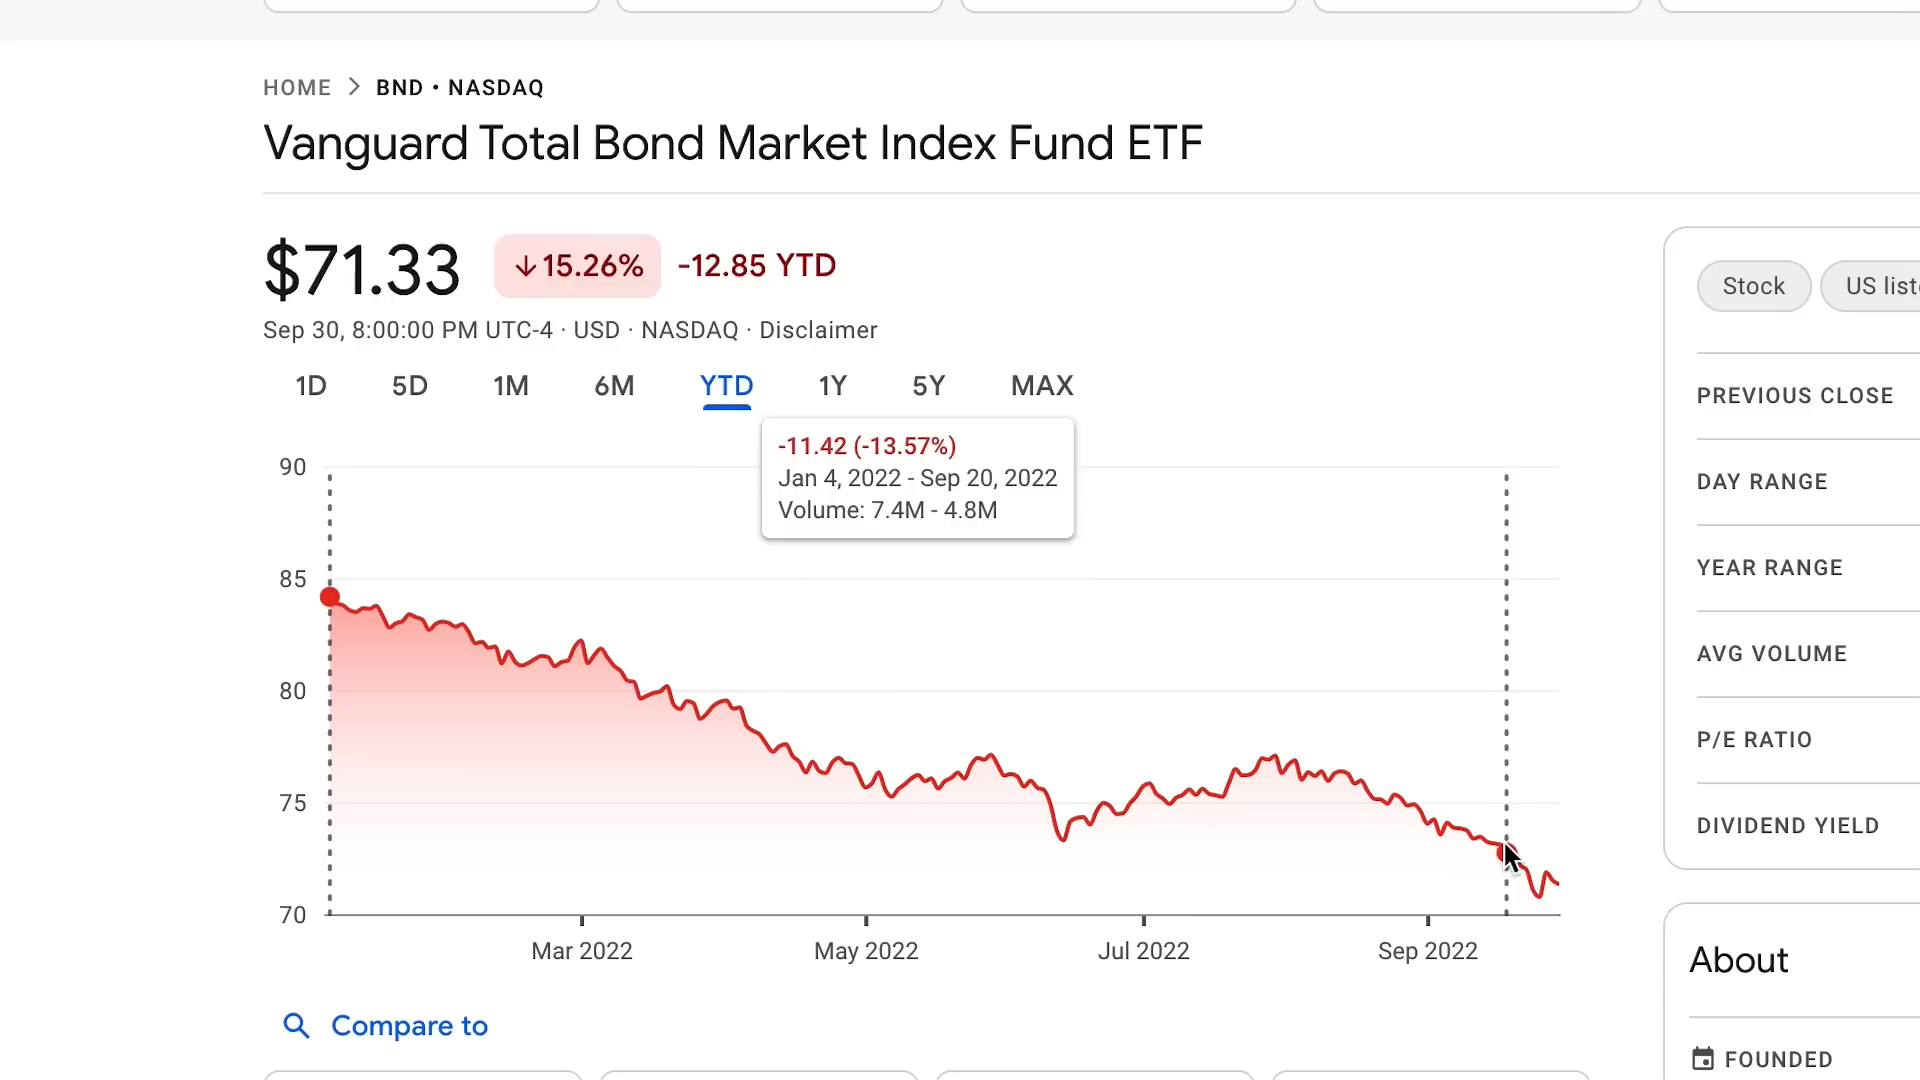 HOME > BND • NASDAQ
Vanguard Total Bond Market Index Fund ETF
$71.33 ↓15.26% -12.85 YTD
Sep 30, 8:00:00 PM UTC-4 · USD · NASDAQ · Disclaimer
1D 5D 1M 6M YTD 1Y 5Y MAX
-11.42 (-13.57%)
Jan 4, 2022 - Sep 20, 2022
Volume: 7.4M - 4.8M
90
85
80
75
70
Mar 2022 May 2022 Jul 2022 Sep 2022
Compare to
Stock US list
PREVIOUS CLOSE
DAY RANGE
YEAR RANGE
AVG VOLUME
P/E RATIO
DIVIDEND YIELD
About
FOUNDED